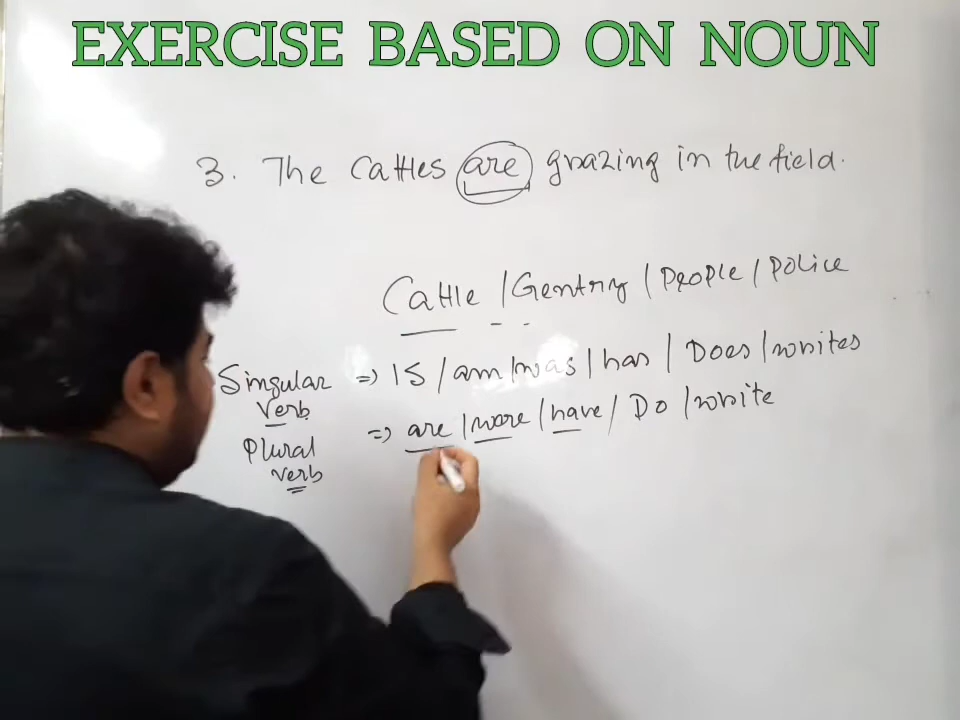 EXERCISE BASED ON NOUN
3. The Cattles are grazing in the field.
Cattle / Gentry / People / Police
Singular Verb => IS / am / was / has / Does / writes
Plural verb => are / were / have / Do / write